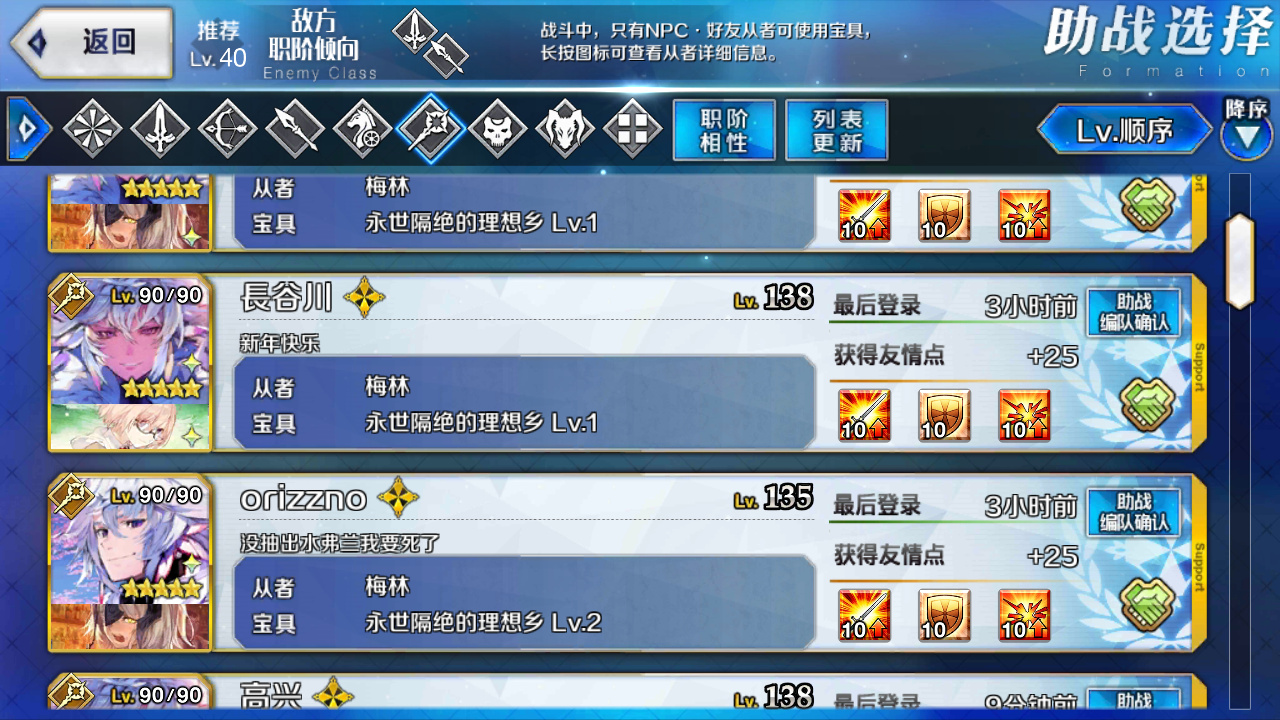 返回
推荐
Lv.40
敌方
职阶倾向
Enemy Class
战斗中，只有NPC·好友从者可使用宝具，
长按图标可查看从者详细信息。
助战选择
Formation
职阶
相性
列表
更新
Lv.顺序
降序
从者 梅林
宝具 永世隔绝的理想乡 Lv.1
10 10 10
ort
Lv. 90/90
長谷川
Lv. 138
新年快乐
从者 梅林
宝具 永世隔绝的理想乡 Lv.1
最后登录 3小时前
获得友情点 +25
10 10 10
助战
编队确认
Support
Lv. 90/90
orizzno
Lv. 135
没抽出水弗兰我要死了
从者 梅林
宝具 永世隔绝的理想乡 Lv.2
最后登录 3小时前
获得友情点 +25
10 10 10
助战
编队确认
Support
Lv. 90/90
高兴
Lv. 138
最后登录 9分钟前
助战